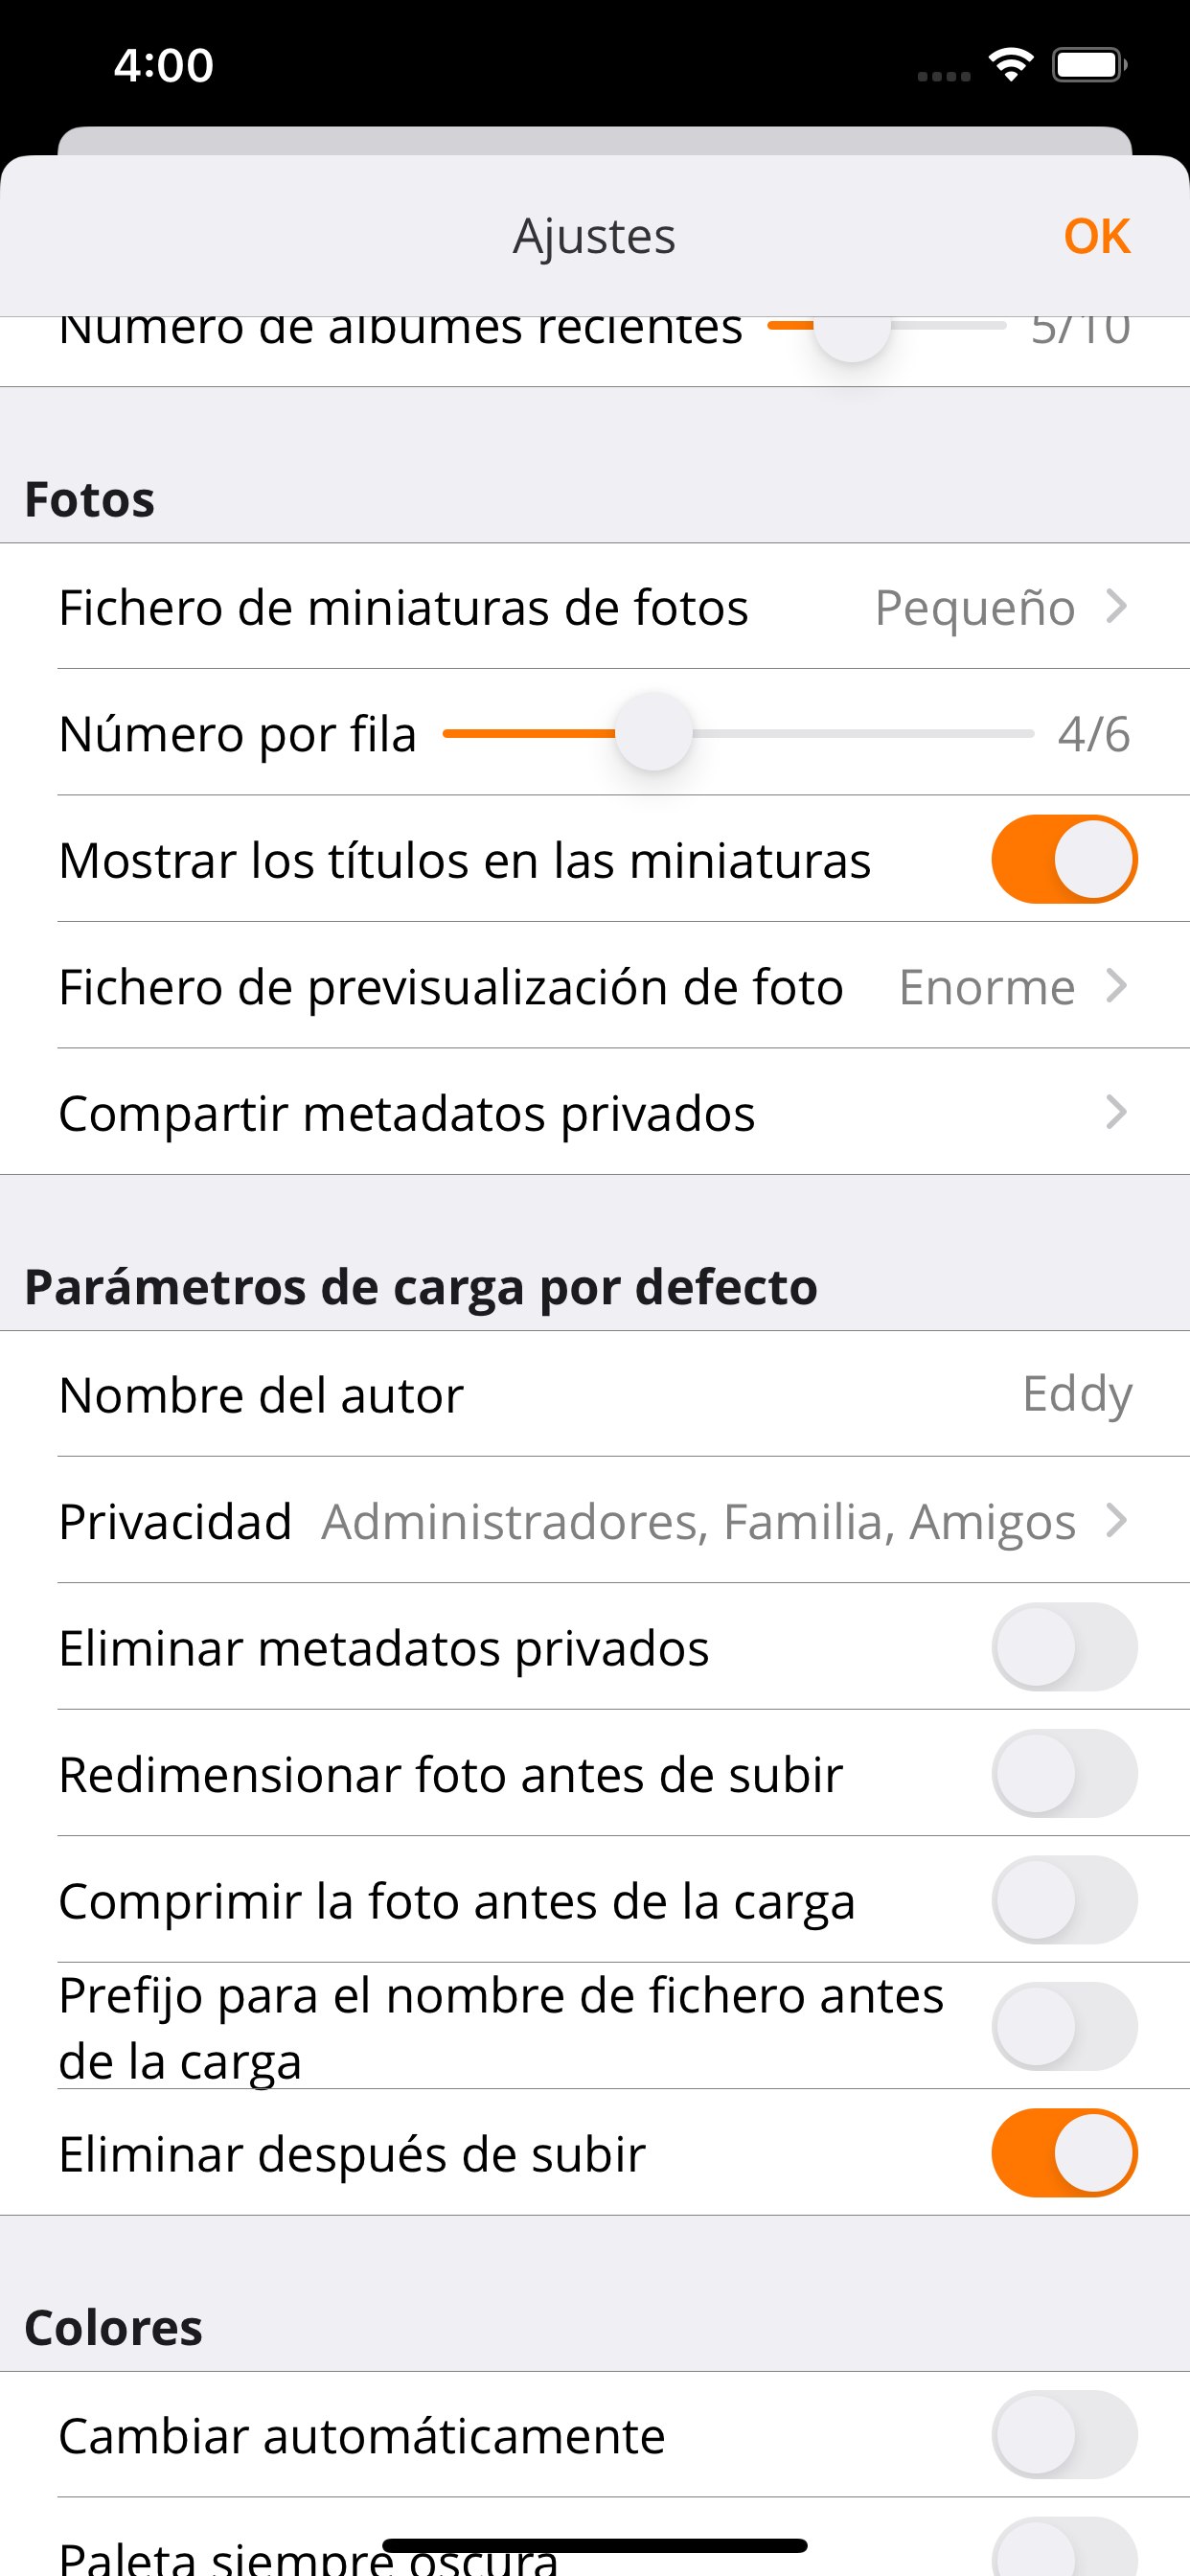 4:00
Ajustes
OK
Número de álbumes recientes
5/10
Fotos
Fichero de miniaturas de fotos
Pequeño
Número por fila
4/6
Mostrar los títulos en las miniaturas
Fichero de previsualización de foto
Enorme
Compartir metadatos privados
Parámetros de carga por defecto
Nombre del autor
Eddy
Privacidad
Administradores, Familia, Amigos
Eliminar metadatos privados
Redimensionar foto antes de subir
Comprimir la foto antes de la carga
Prefijo para el nombre de fichero antes
de la carga
Eliminar después de subir
Colores
Cambiar automáticamente
Paleta siempre oscura